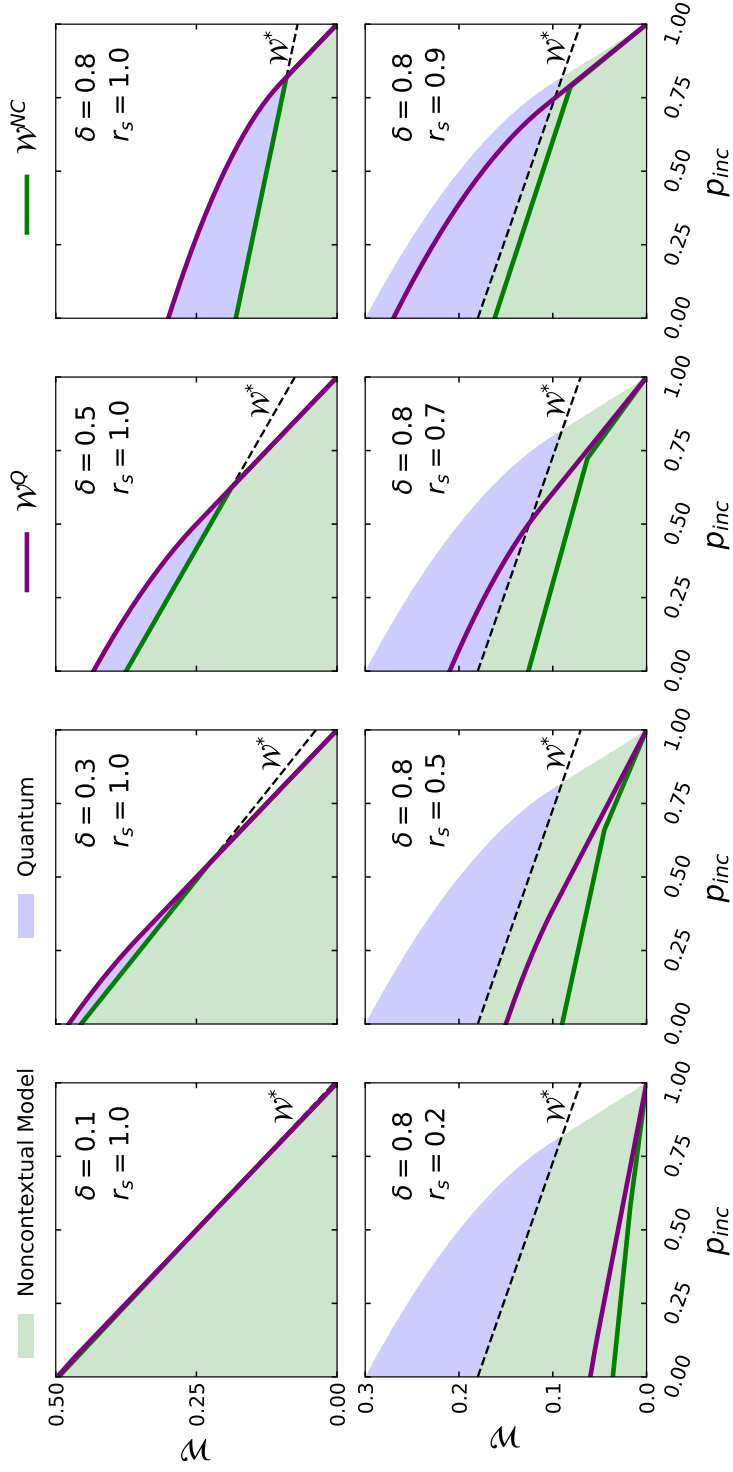 Noncontextual Model
Quantum
𝒲^Q
𝒲^NC
𝒲
0.50
0.25
0.00
δ = 0.1
r_s = 1.0
𝒲*
δ = 0.3
r_s = 1.0
𝒲*
δ = 0.5
r_s = 1.0
𝒲*
δ = 0.8
r_s = 1.0
𝒲*
𝒲
0.3
0.2
0.1
0.0
δ = 0.8
r_s = 0.2
𝒲*
0.00 0.25 0.50 0.75 1.00
p_inc
δ = 0.8
r_s = 0.5
𝒲*
0.00 0.25 0.50 0.75 1.00
p_inc
δ = 0.8
r_s = 0.7
𝒲*
0.00 0.25 0.50 0.75 1.00
p_inc
δ = 0.8
r_s = 0.9
𝒲*
0.00 0.25 0.50 0.75 1.00
p_inc